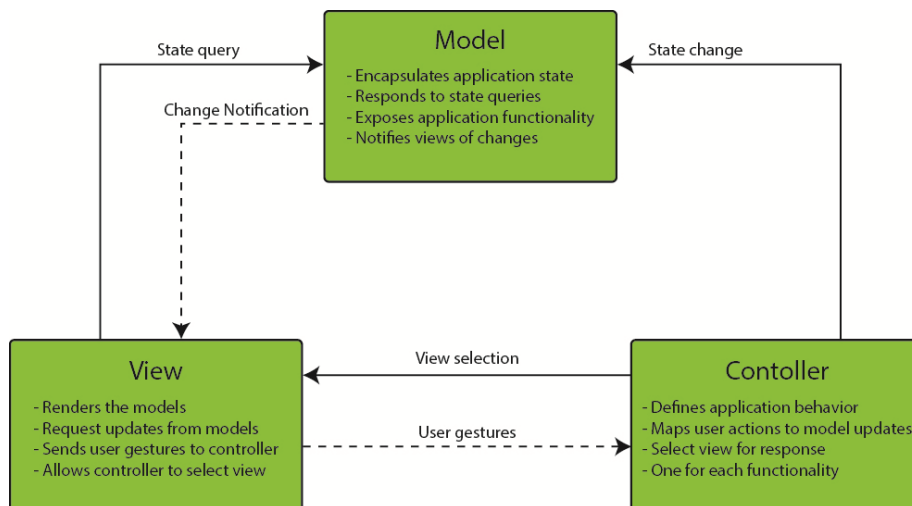 Model
- Encapsulates application state
- Responds to state queries
- Exposes application functionality
- Notifies views of changes
State query
State change
Change Notification
View
- Renders the models
- Request updates from models
- Sends user gestures to controller
- Allows controller to select view
View selection
User gestures
Contoller
- Defines application behavior
- Maps user actions to model updates
- Select view for response
- One for each functionality